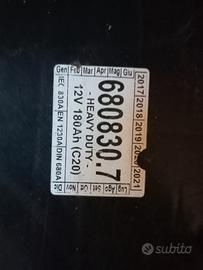 Gen Feb Mar Apr Mag Giu
2017 2018 2019 2020 2021
680830.7
- HEAVY DUTY -
12V 180Ah (C20)
IEC 830A EN 1230A DIN 680A
Lug Ago Set Ott Nov Dic
subito